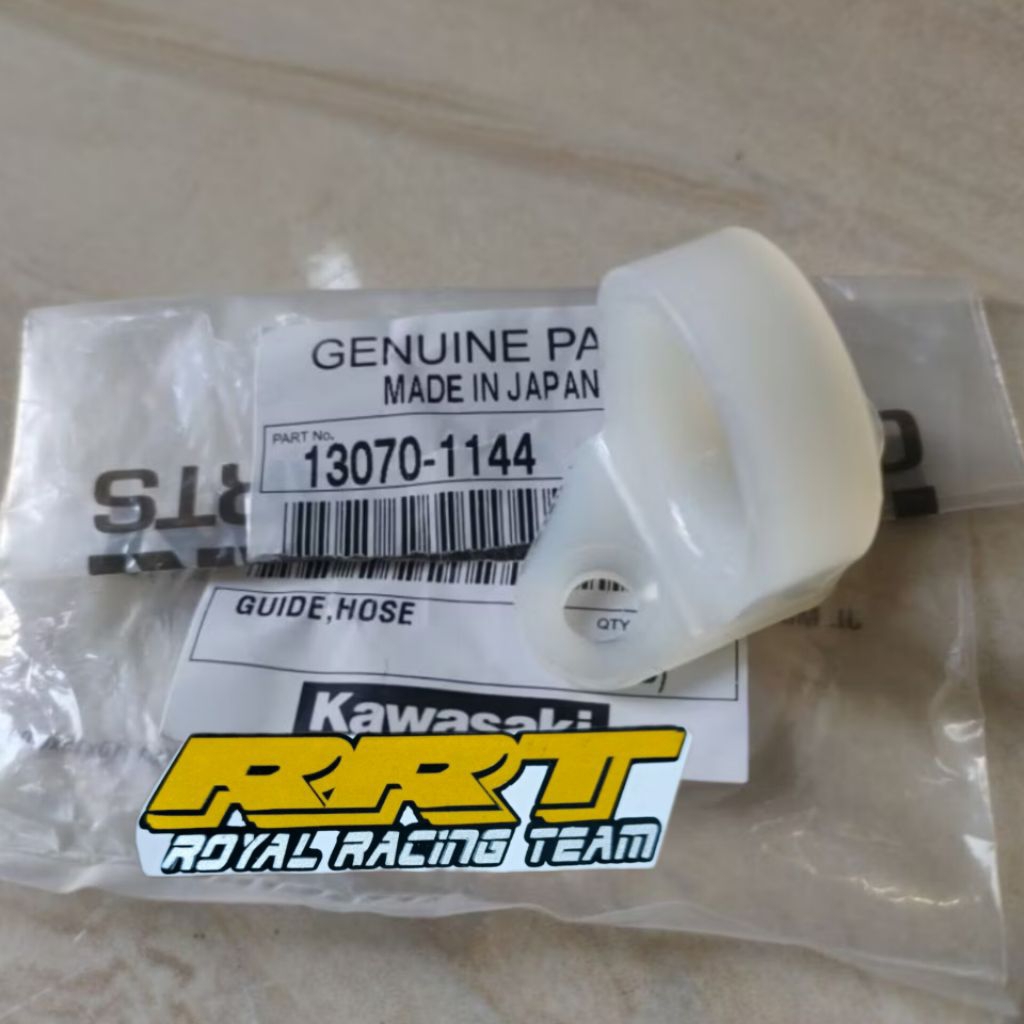 GENUINE PA
MADE IN JAPAN
PART No.
13070-1144
GUIDE,HOSE
QTY
Kawasaki
RRT
ROYAL RACING TEAM